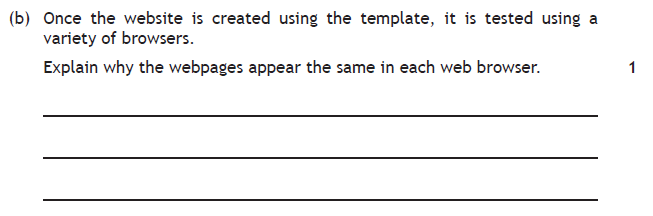 (b) Once the website is created using the template, it is tested using a
variety of browsers.
Explain why the webpages appear the same in each web browser. 1